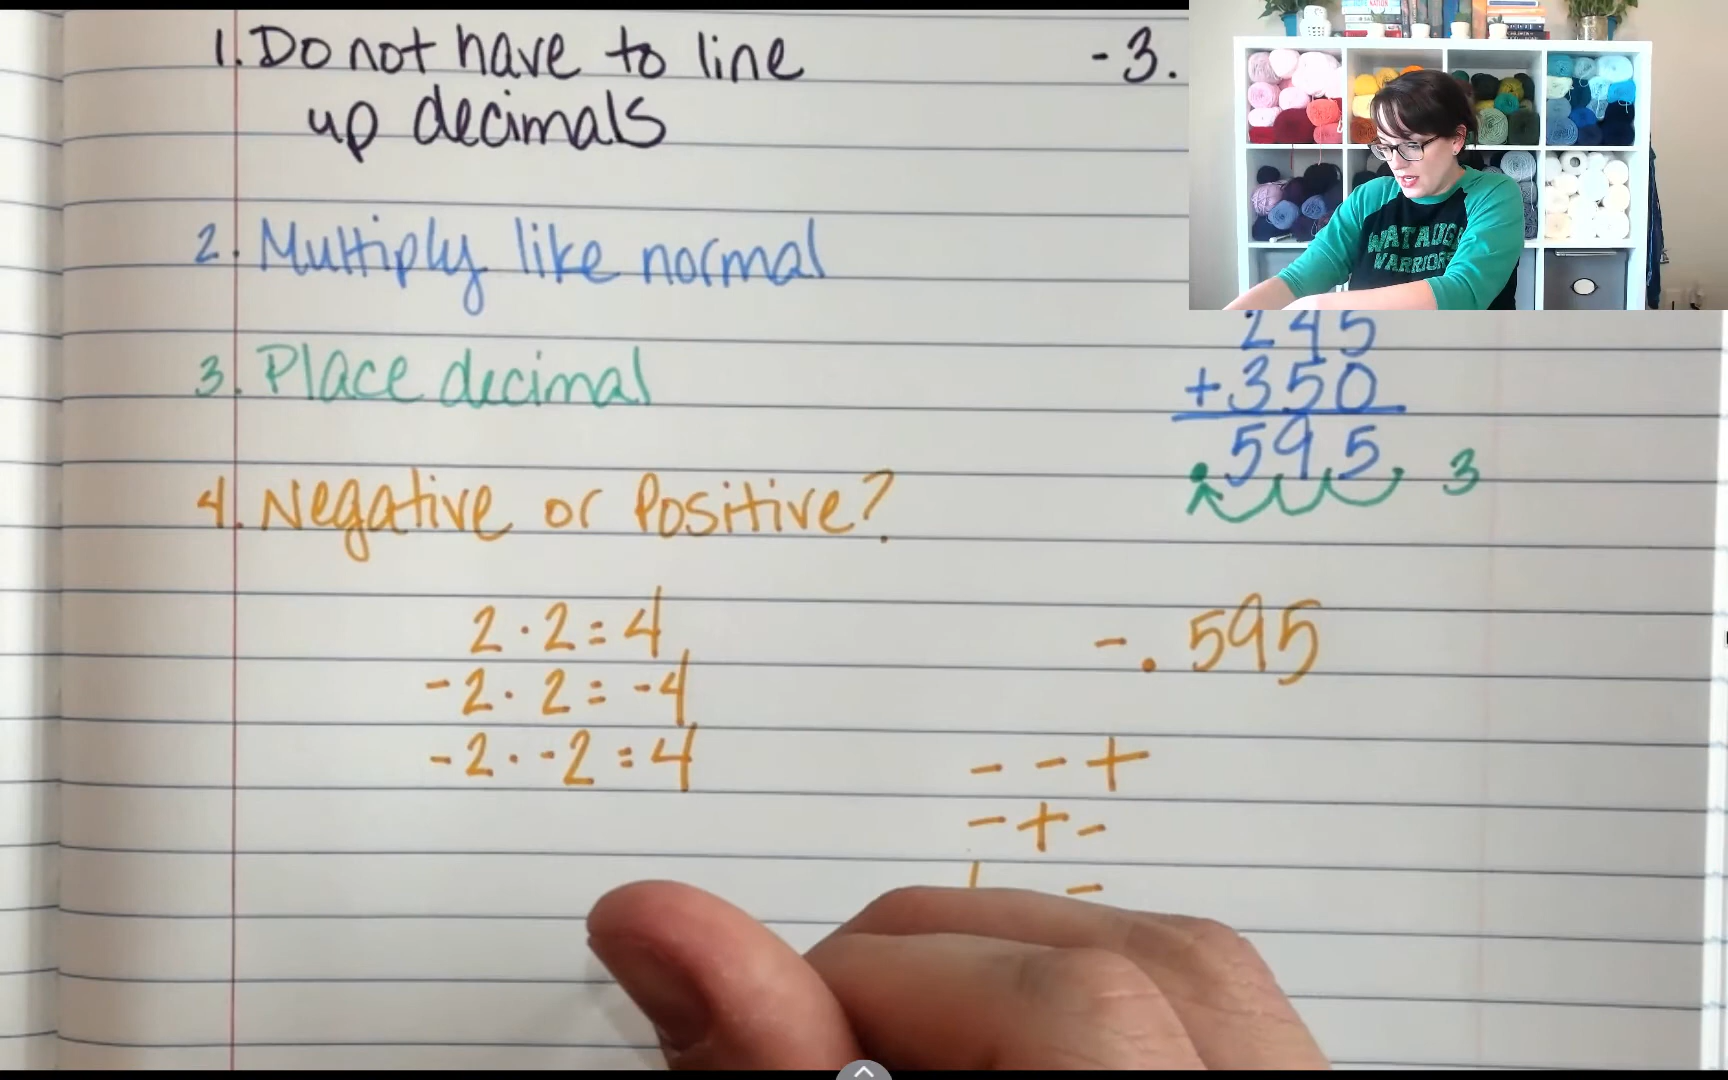 1. Do not have to line
up decimals
2. Multiply like normal
3. Place decimal
4. Negative or Positive?
2 · 2 = 4
-2 · 2 = -4
-2 · -2 = 4
-3.
WATAUGA
WARRIORS
245
+350
595 3
-.595
- - +
- + -